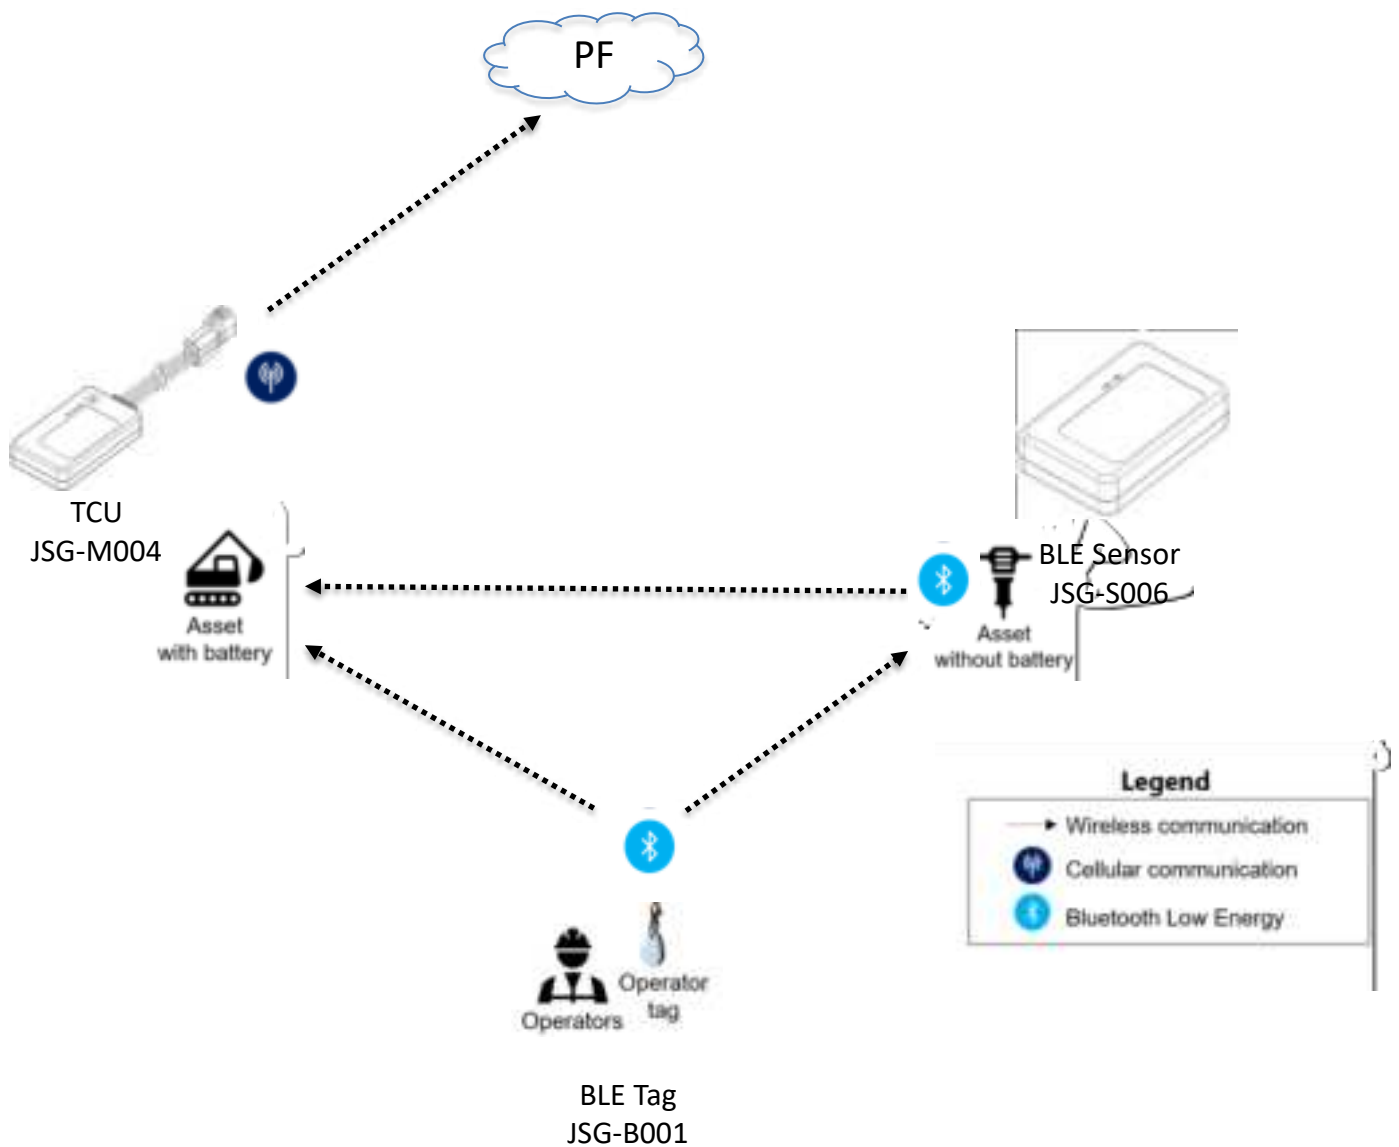 PF
TCU
JSG-M004
Asset
with battery
BLE Sensor
JSG-S006
Asset
without battery
Legend
Wireless communication
Cellular communication
Bluetooth Low Energy
Operator
tag
Operators
BLE Tag
JSG-B001